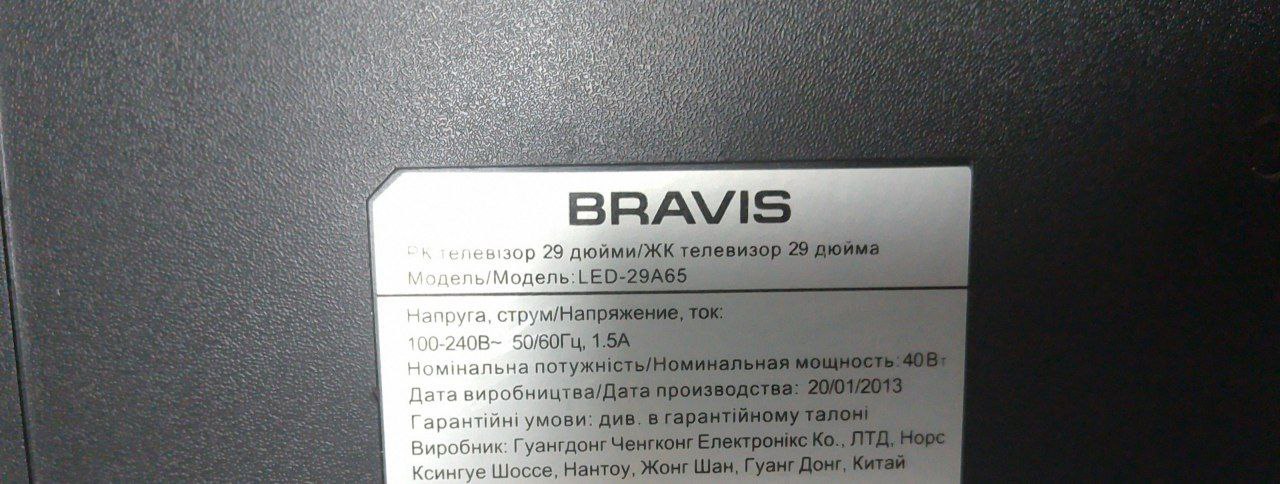 BRAVIS
РК телевізор 29 дюйми/ЖК телевизор 29 дюйма
Модель/Модель:LED-29A65
Напруга, струм/Напряжение, ток:
100-240В~ 50/60Гц, 1.5А
Номінальна потужність/Номинальная мощность:40Вт
Дата виробництва/Дата производства: 20/01/2013
Гарантійні умови: див. в гарантійному талоні
Виробник: Гуангдонг Ченгконг Електронікс Ко., ЛТД, Норс
Ксингуе Шоссе, Нантоу, Жонг Шан, Гуанг Донг, Китай